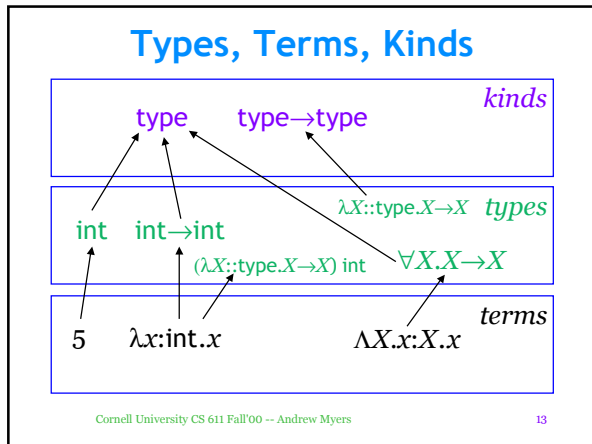 Types, Terms, Kinds
kinds
type type→type
λX::type.X→X types
int int→int
(λX::type.X→X) int ∀X.X→X
terms
5 λx:int.x ΛX.x:X.x
Cornell University CS 611 Fall'00 -- Andrew Myers 13